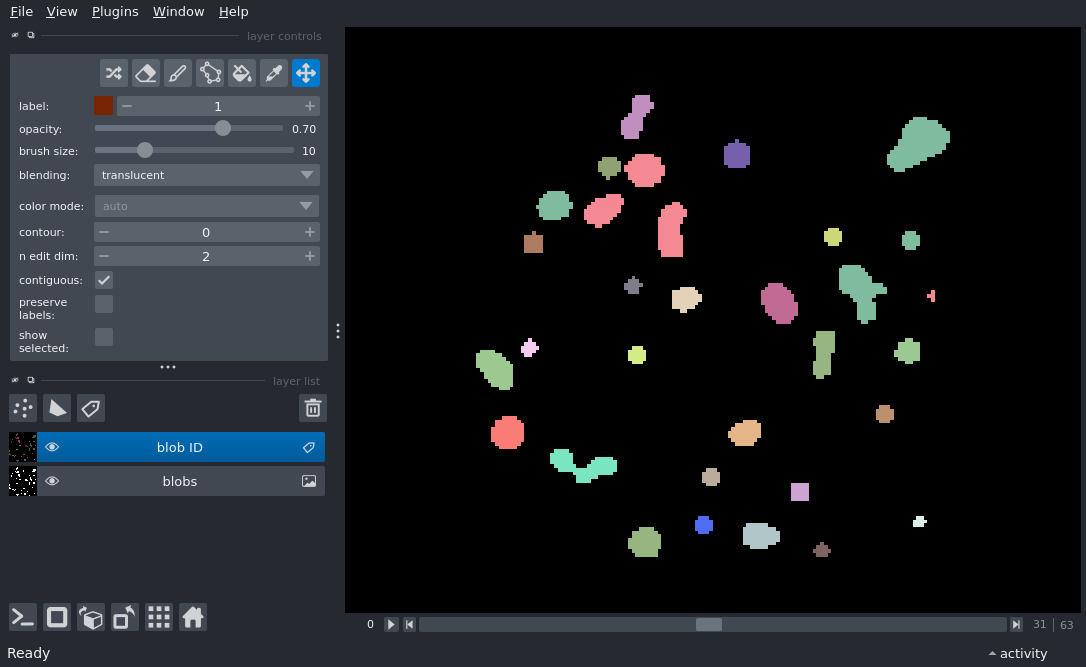 File View Plugins Window Help
layer controls
label: 1
opacity: 0.70
brush size: 10
blending: translucent
color mode: auto
contour: 0
n edit dim: 2
contiguous:
preserve
labels:
show
selected:
layer list
blob ID
blobs
0 31 63
Ready activity